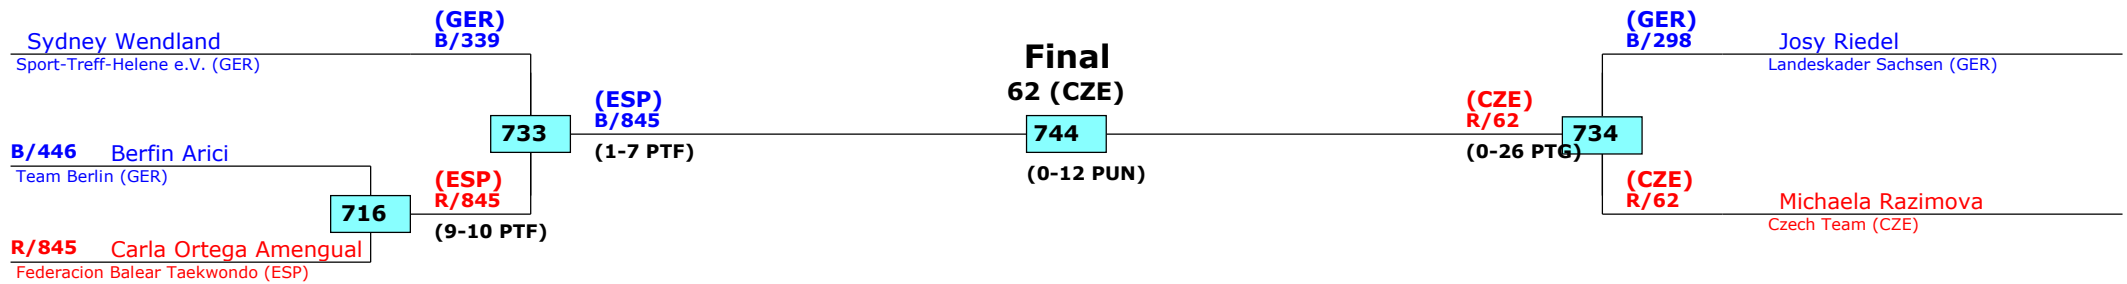 Sydney Wendland
Sport-Treff-Helene e.V. (GER)
(GER)
B/339
B/446 Berfin Arici
Team Berlin (GER)
R/845 Carla Ortega Amengual
Federacion Balear Taekwondo (ESP)
716
(ESP)
R/845
(9-10 PTF)
733
(ESP)
B/845
(1-7 PTF)
Final
62 (CZE)
744
(0-12 PUN)
(CZE)
R/62
(0-26 PTG)
734
(GER)
B/298
Josy Riedel
Landeskader Sachsen (GER)
(CZE)
R/62
Michaela Razimova
Czech Team (CZE)